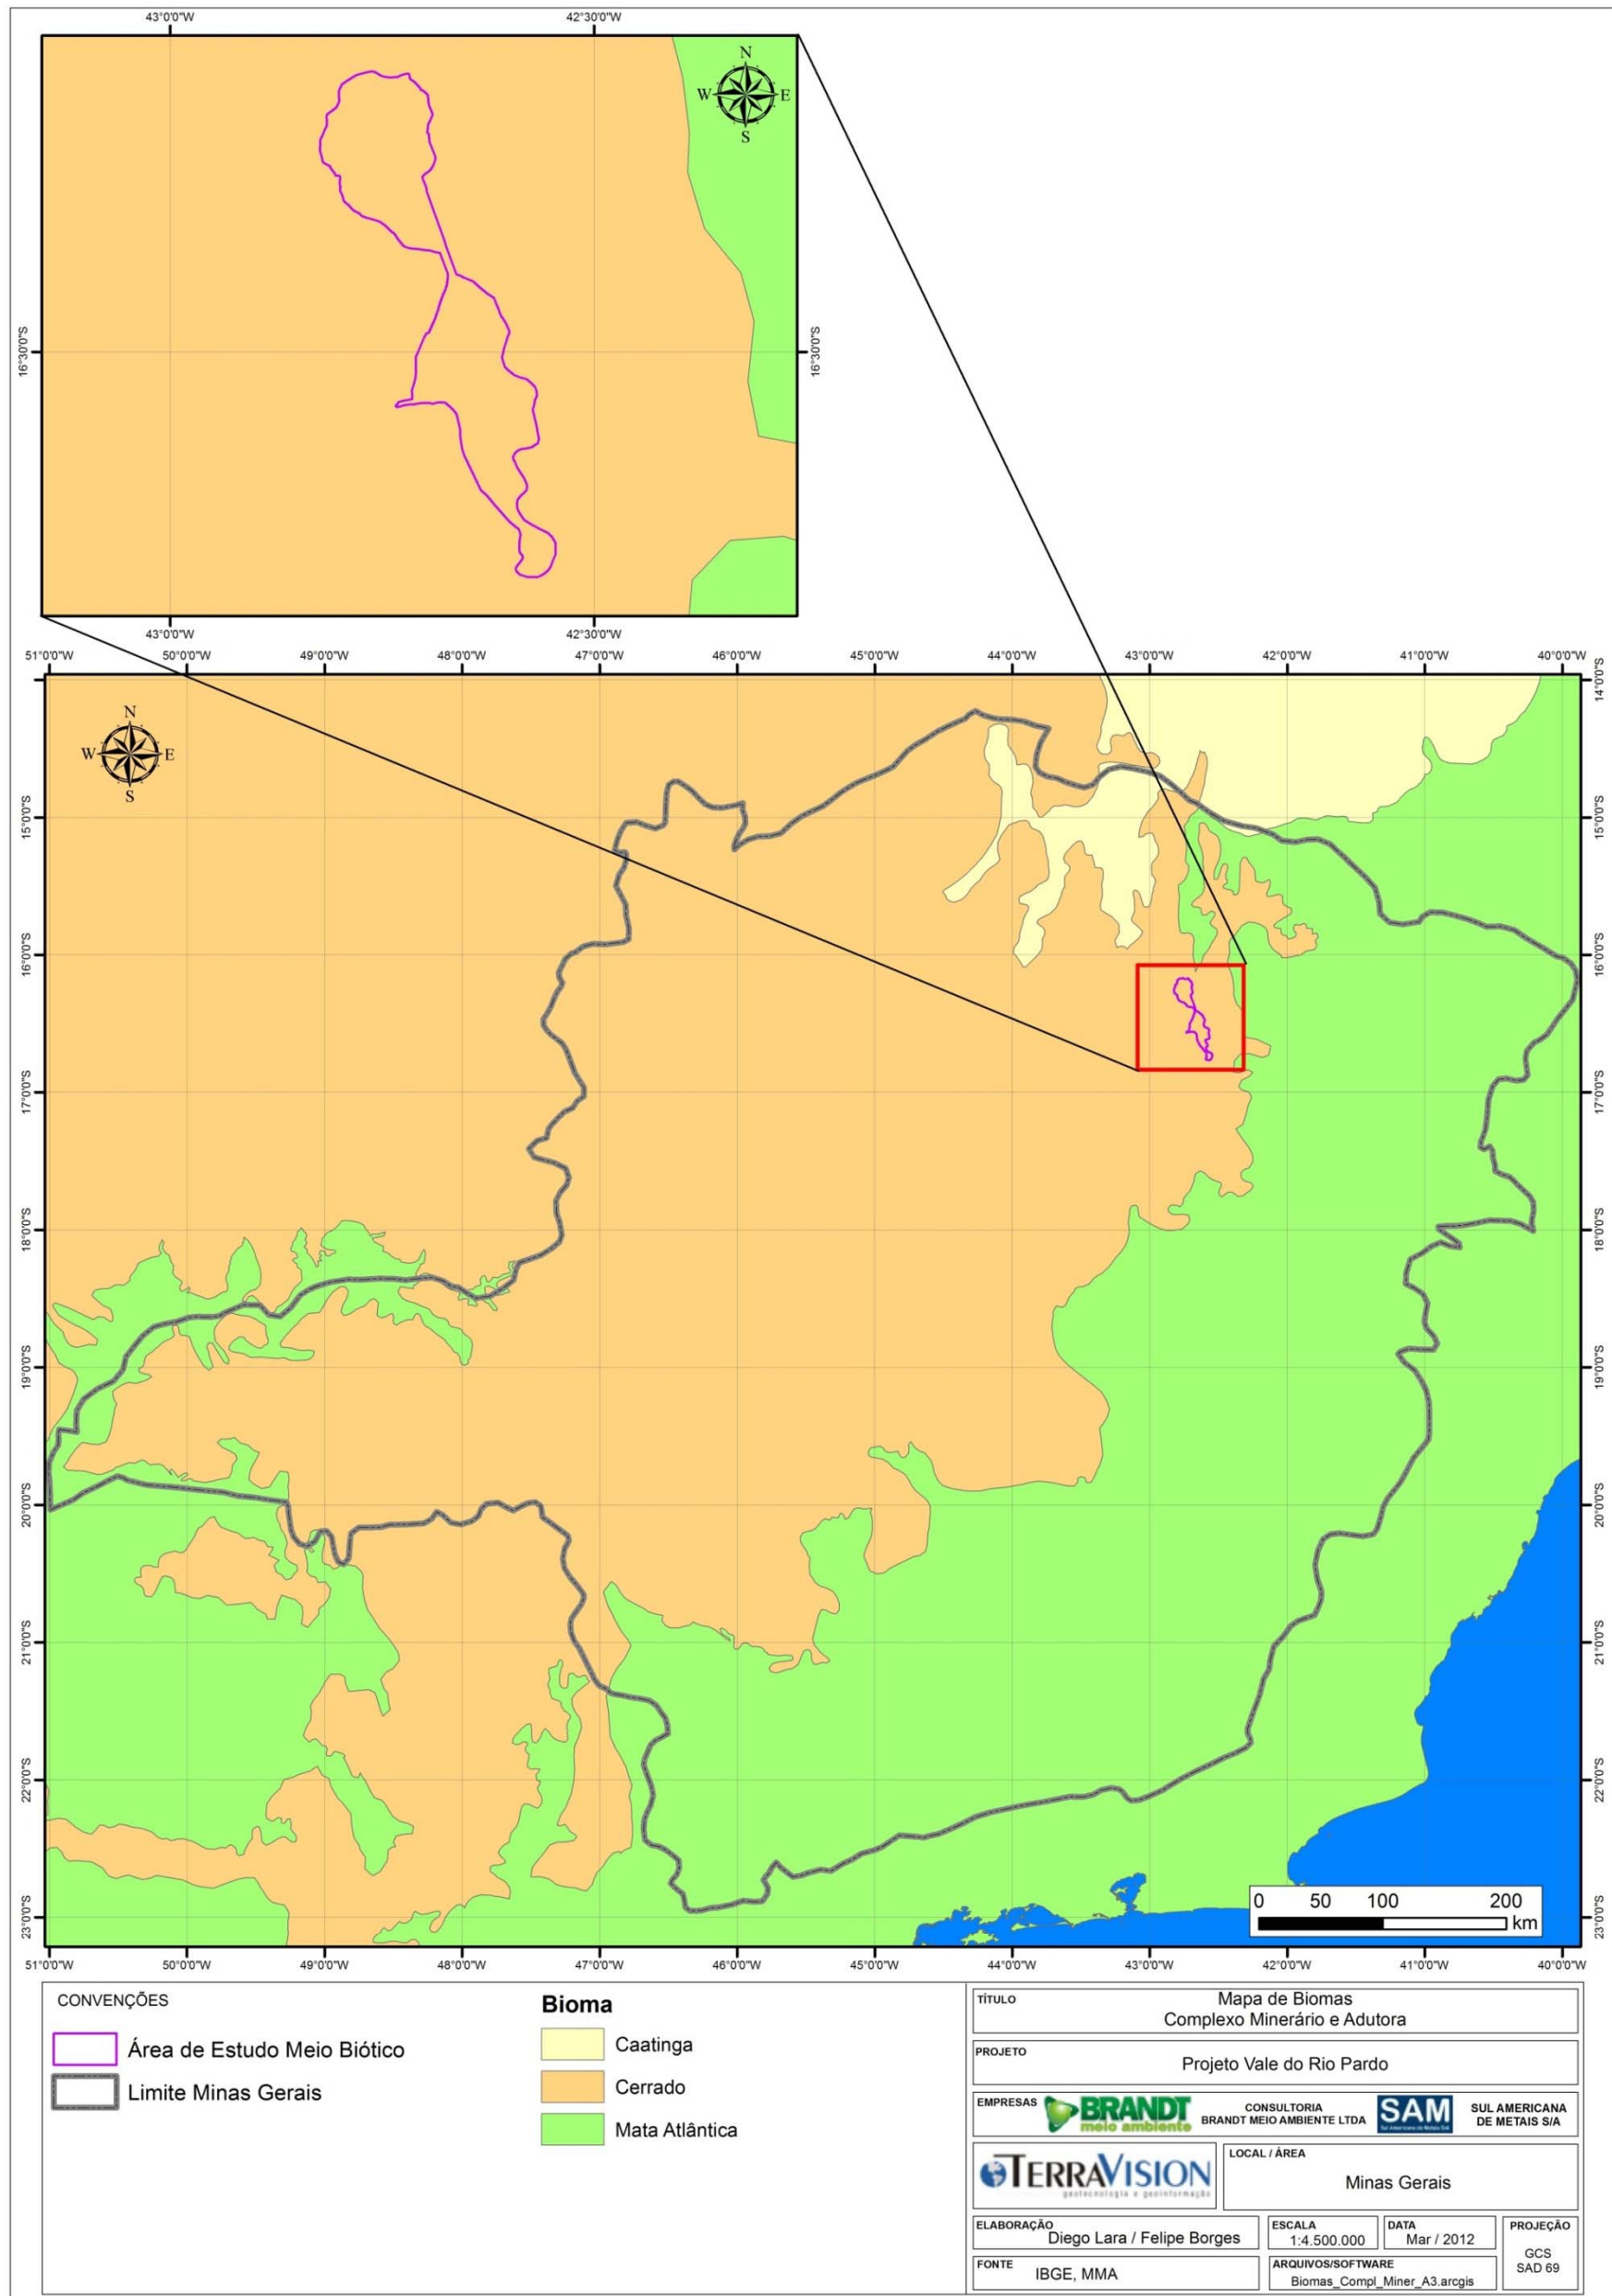 43°0'0"W 42°30'0"W
N
W E
S
16°30'0"S 16°30'0"S
43°0'0"W 42°30'0"W
51°0'0"W 50°0'0"W 49°0'0"W 48°0'0"W 47°0'0"W 46°0'0"W 45°0'0"W 44°0'0"W 43°0'0"W 42°0'0"W 41°0'0"W 40°0'0"W
14°0'0"S
N
W E
S
15°0'0"S 15°0'0"S
16°0'0"S 16°0'0"S
17°0'0"S 17°0'0"S
18°0'0"S 18°0'0"S
19°0'0"S 19°0'0"S
20°0'0"S 20°0'0"S
21°0'0"S 21°0'0"S
22°0'0"S 22°0'0"S
23°0'0"S 23°0'0"S
0 50 100 200
km
51°0'0"W 50°0'0"W 49°0'0"W 48°0'0"W 47°0'0"W 46°0'0"W 45°0'0"W 44°0'0"W 43°0'0"W 42°0'0"W 41°0'0"W 40°0'0"W
CONVENÇÕES
Área de Estudo Meio Biótico
Limite Minas Gerais
Bioma
Caatinga
Cerrado
Mata Atlântica
TÍTULO
Mapa de Biomas
Complexo Minerário e Adutora
PROJETO
Projeto Vale do Rio Pardo
EMPRESAS
BRANDT
meio ambiente
CONSULTORIA
BRANDT MEIO AMBIENTE LTDA
SAM
Sul Americana de Metais S/A
SUL AMERICANA
DE METAIS S/A
TERRAVISION
geotecnologia e geoinformação
LOCAL / ÁREA
Minas Gerais
ELABORAÇÃO
Diego Lara / Felipe Borges
ESCALA
1:4.500.000
DATA
Mar / 2012
PROJEÇÃO
GCS
SAD 69
FONTE
IBGE, MMA
ARQUIVOS/SOFTWARE
Biomas_Compl_Miner_A3.arcgis